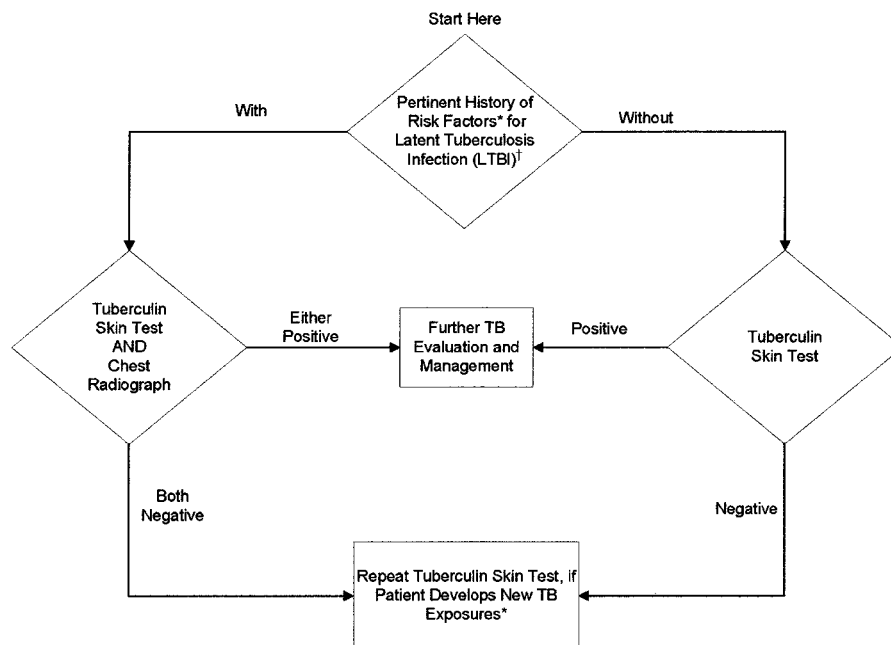 Start Here
Pertinent History of
Risk Factors* for
Latent Tuberculosis
Infection (LTBI)†
With
Without
Tuberculin
Skin Test
AND
Chest
Radiograph
Either
Positive
Further TB
Evaluation and
Management
Positive
Tuberculin
Skin Test
Both
Negative
Negative
Repeat Tuberculin Skin Test, if
Patient Develops New TB
Exposures*